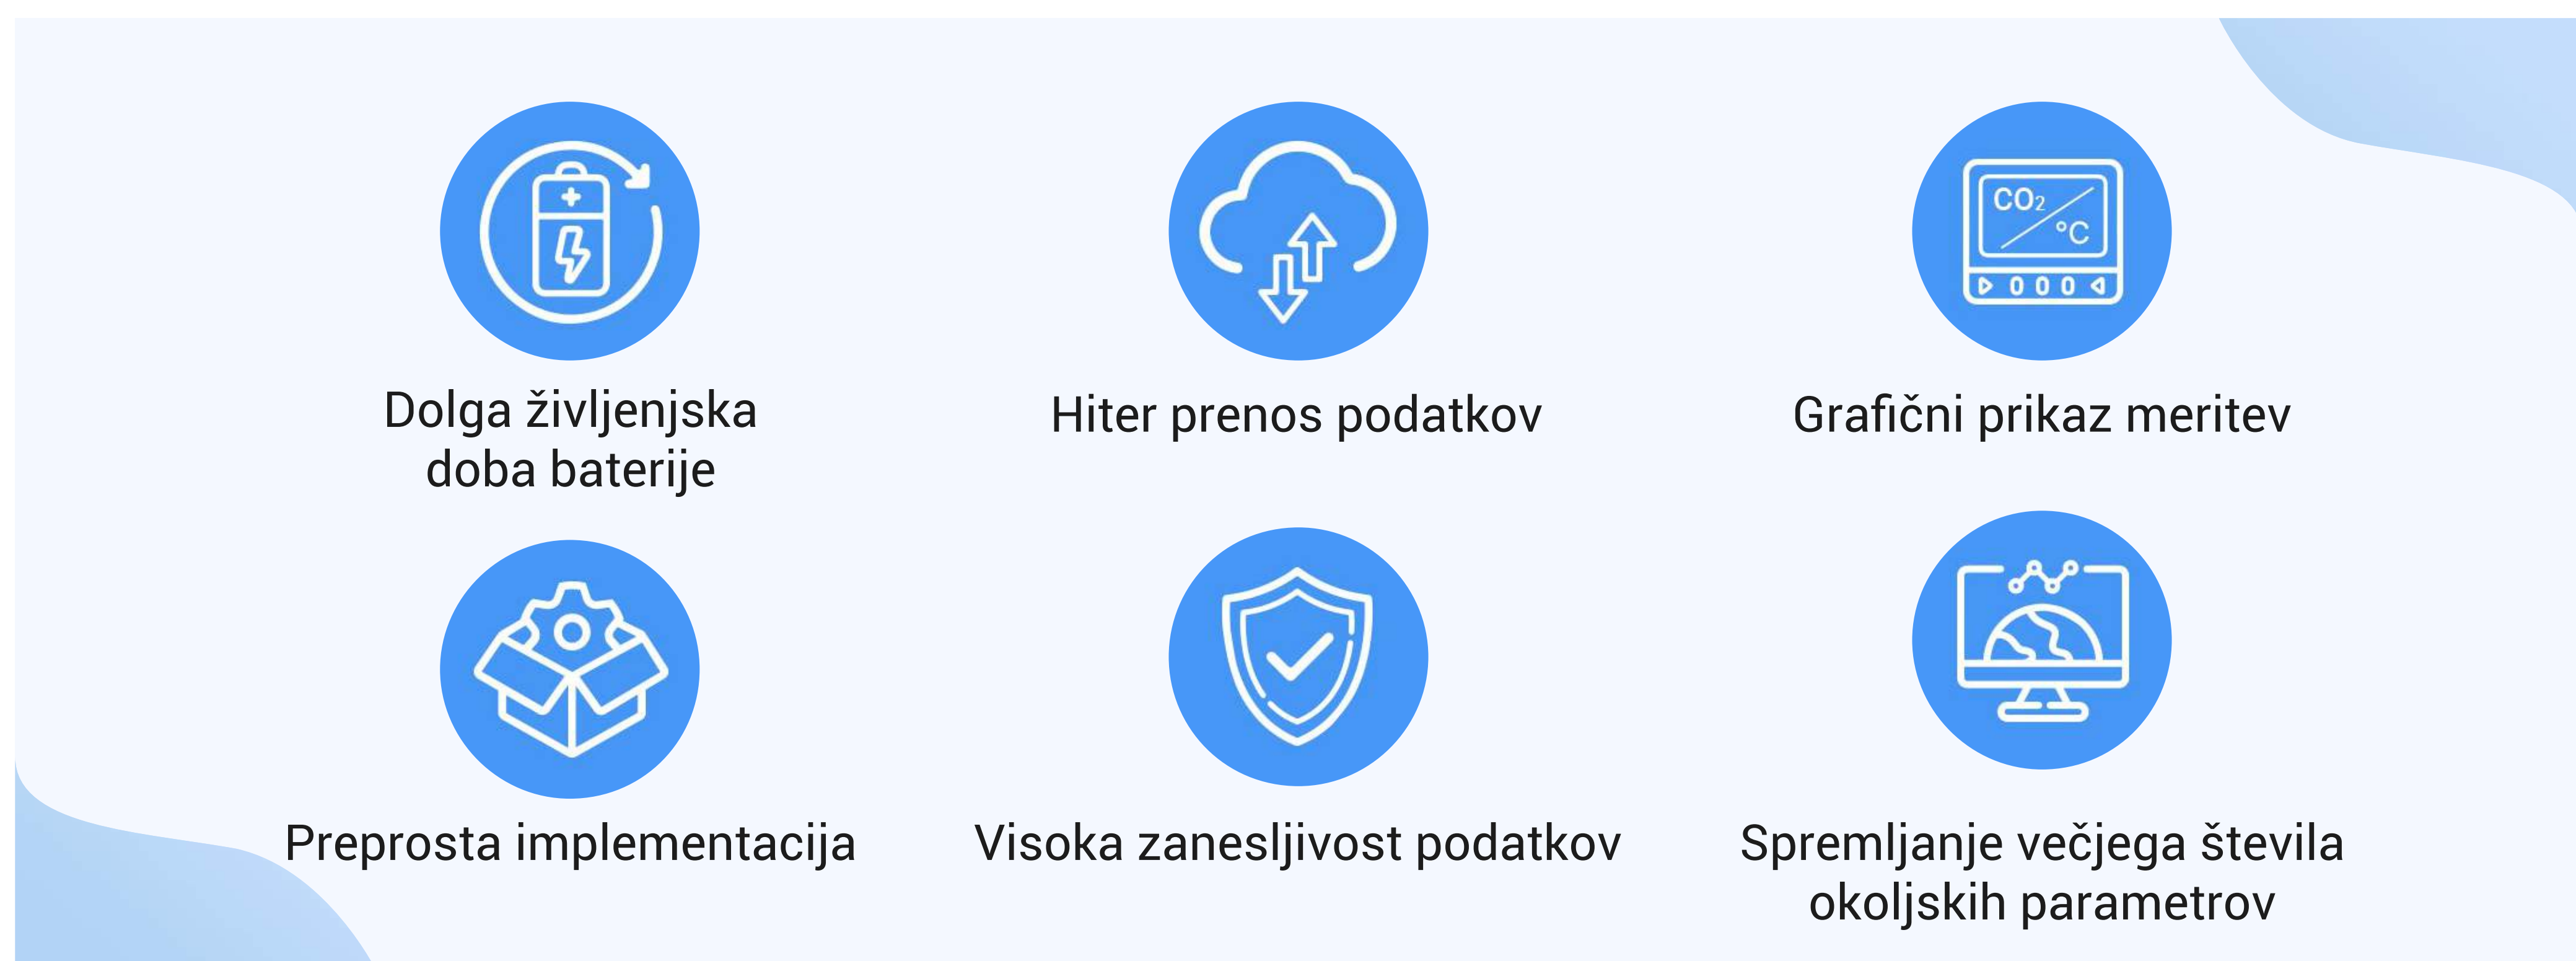 CO₂
°C
Dolga življenjska
doba baterije
Hiter prenos podatkov
Grafični prikaz meritev
Preprosta implementacija
Visoka zanesljivost podatkov
Spremljanje večjega števila
okoljskih parametrov